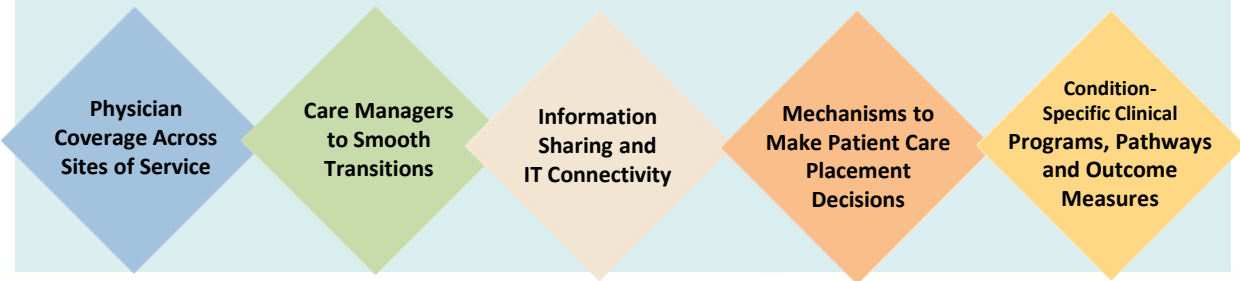 Physician
Coverage Across
Sites of Service
Care Managers
to Smooth
Transitions
Information
Sharing and
IT Connectivity
Mechanisms to
Make Patient Care
Placement
Decisions
Condition-
Specific Clinical
Programs, Pathways
and Outcome
Measures